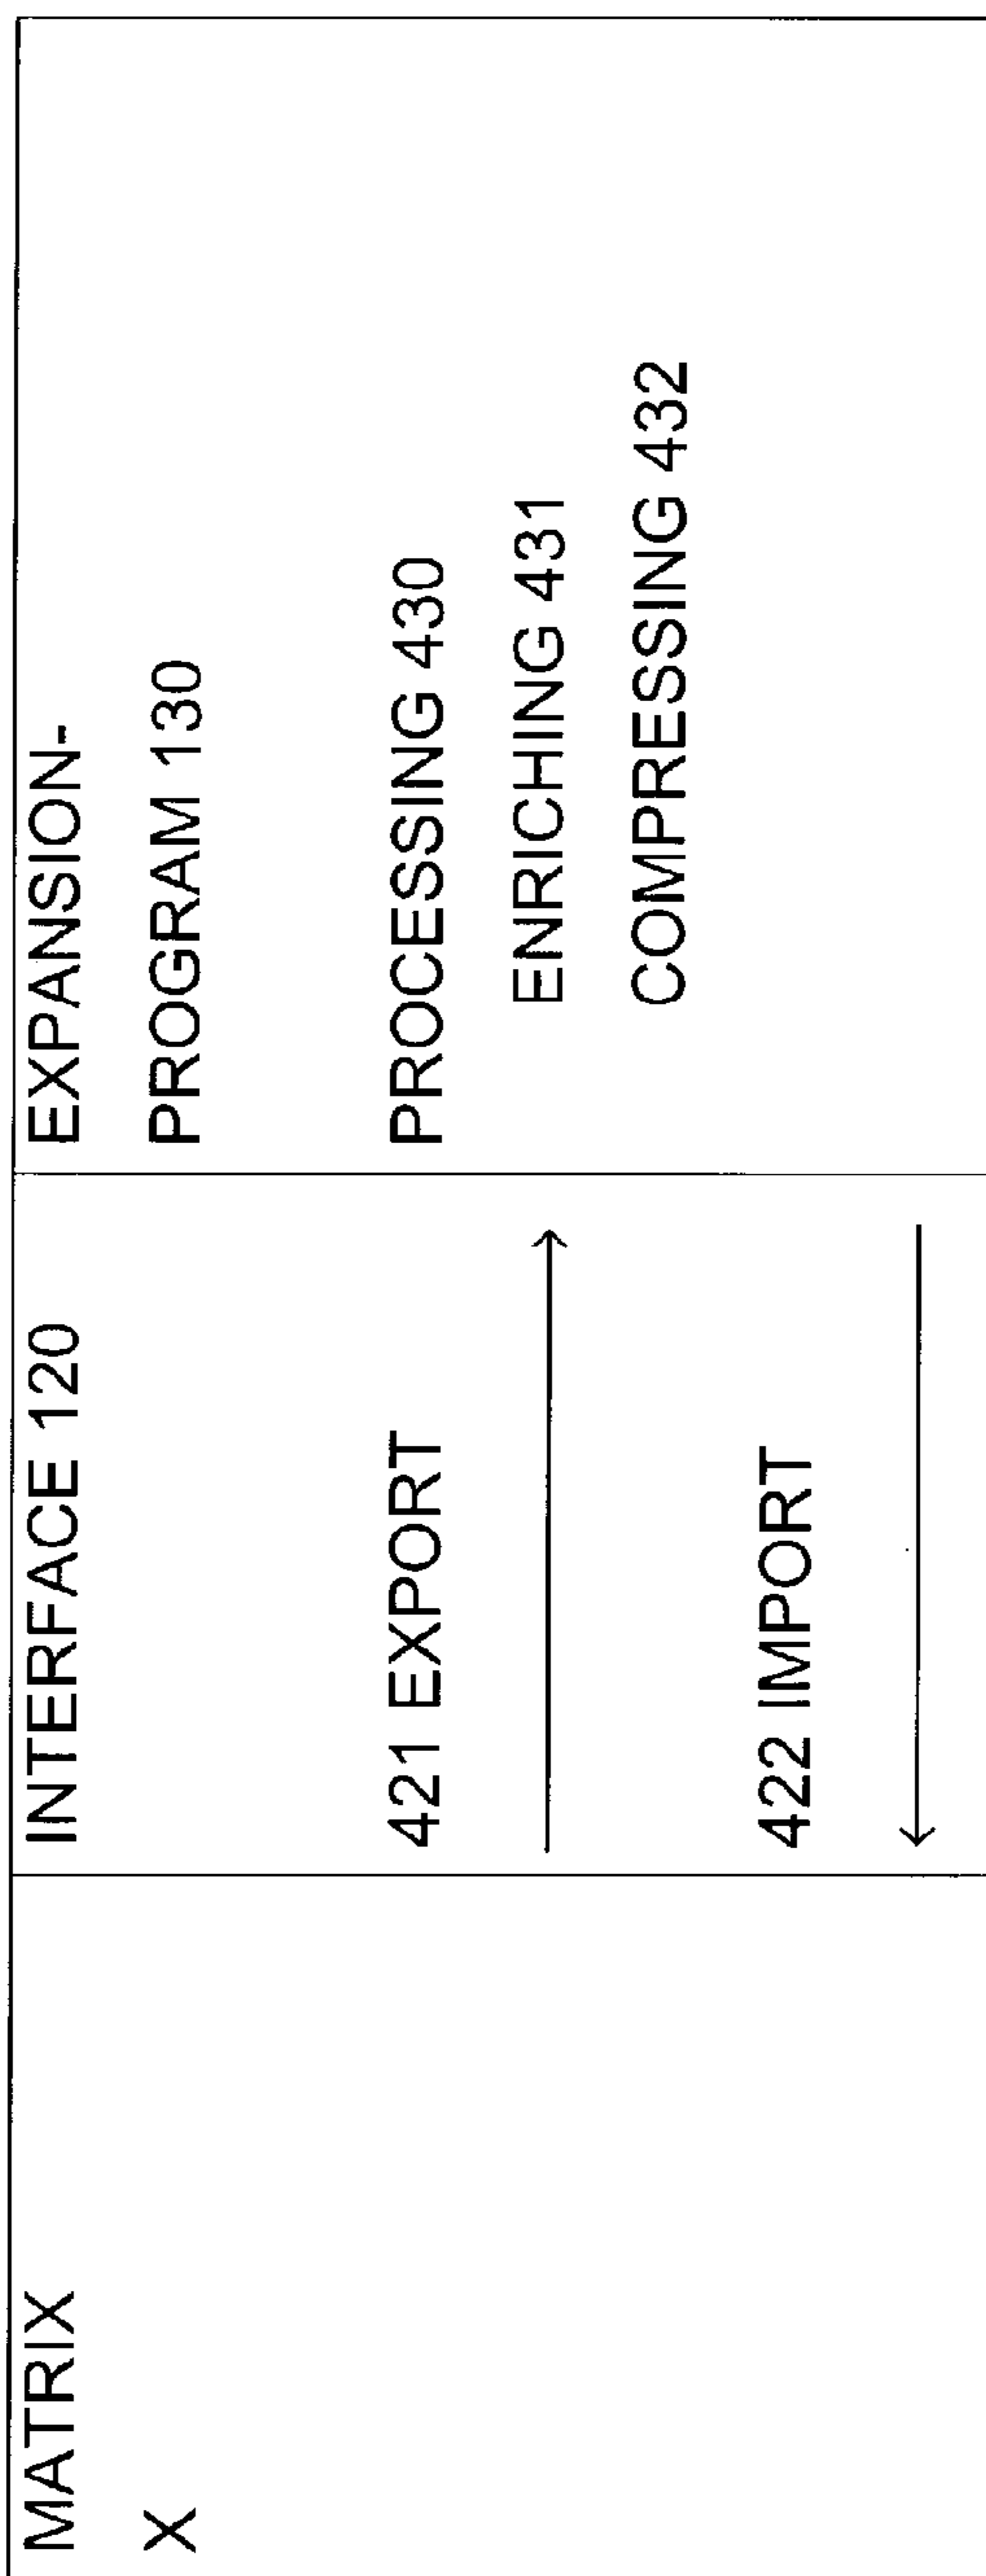 MATRIX
X
INTERFACE 120
421 EXPORT
422 IMPORT
EXPANSION-
PROGRAM 130
PROCESSING 430
ENRICHING 431
COMPRESSING 432